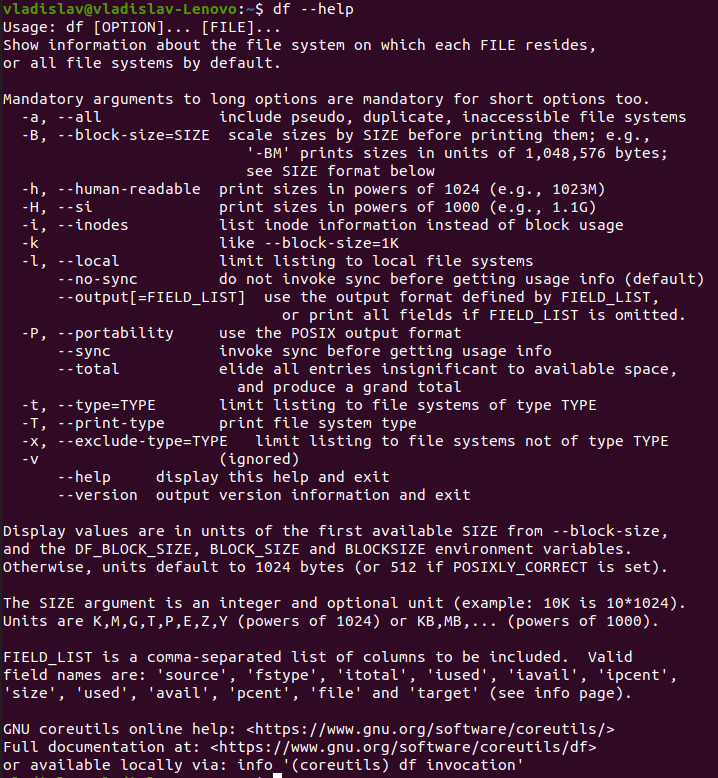 vladislav@vladislav-Lenovo:~$ df --help
Usage: df [OPTION]... [FILE]...
Show information about the file system on which each FILE resides,
or all file systems by default.

Mandatory arguments to long options are mandatory for short options too.
  -a, --all             include pseudo, duplicate, inaccessible file systems
  -B, --block-size=SIZE  scale sizes by SIZE before printing them; e.g.,
                           '-BM' prints sizes in units of 1,048,576 bytes;
                           see SIZE format below
  -h, --human-readable  print sizes in powers of 1024 (e.g., 1023M)
  -H, --si              print sizes in powers of 1000 (e.g., 1.1G)
  -i, --inodes          list inode information instead of block usage
  -k                    like --block-size=1K
  -l, --local           limit listing to local file systems
      --no-sync         do not invoke sync before getting usage info (default)
      --output[=FIELD_LIST]  use the output format defined by FIELD_LIST,
                               or print all fields if FIELD_LIST is omitted.
  -P, --portability     use the POSIX output format
      --sync            invoke sync before getting usage info
      --total           elide all entries insignificant to available space,
                          and produce a grand total
  -t, --type=TYPE       limit listing to file systems of type TYPE
  -T, --print-type      print file system type
  -x, --exclude-type=TYPE   limit listing to file systems not of type TYPE
  -v                    (ignored)
      --help     display this help and exit
      --version  output version information and exit

Display values are in units of the first available SIZE from --block-size,
and the DF_BLOCK_SIZE, BLOCK_SIZE and BLOCKSIZE environment variables.
Otherwise, units default to 1024 bytes (or 512 if POSIXLY_CORRECT is set).

The SIZE argument is an integer and optional unit (example: 10K is 10*1024).
Units are K,M,G,T,P,E,Z,Y (powers of 1024) or KB,MB,... (powers of 1000).

FIELD_LIST is a comma-separated list of columns to be included.  Valid
field names are: 'source', 'fstype', 'itotal', 'iused', 'iavail', 'ipcent',
'size', 'used', 'avail', 'pcent', 'file' and 'target' (see info page).

GNU coreutils online help: <https://www.gnu.org/software/coreutils/>
Full documentation at: <https://www.gnu.org/software/coreutils/df>
or available locally via: info '(coreutils) df invocation'